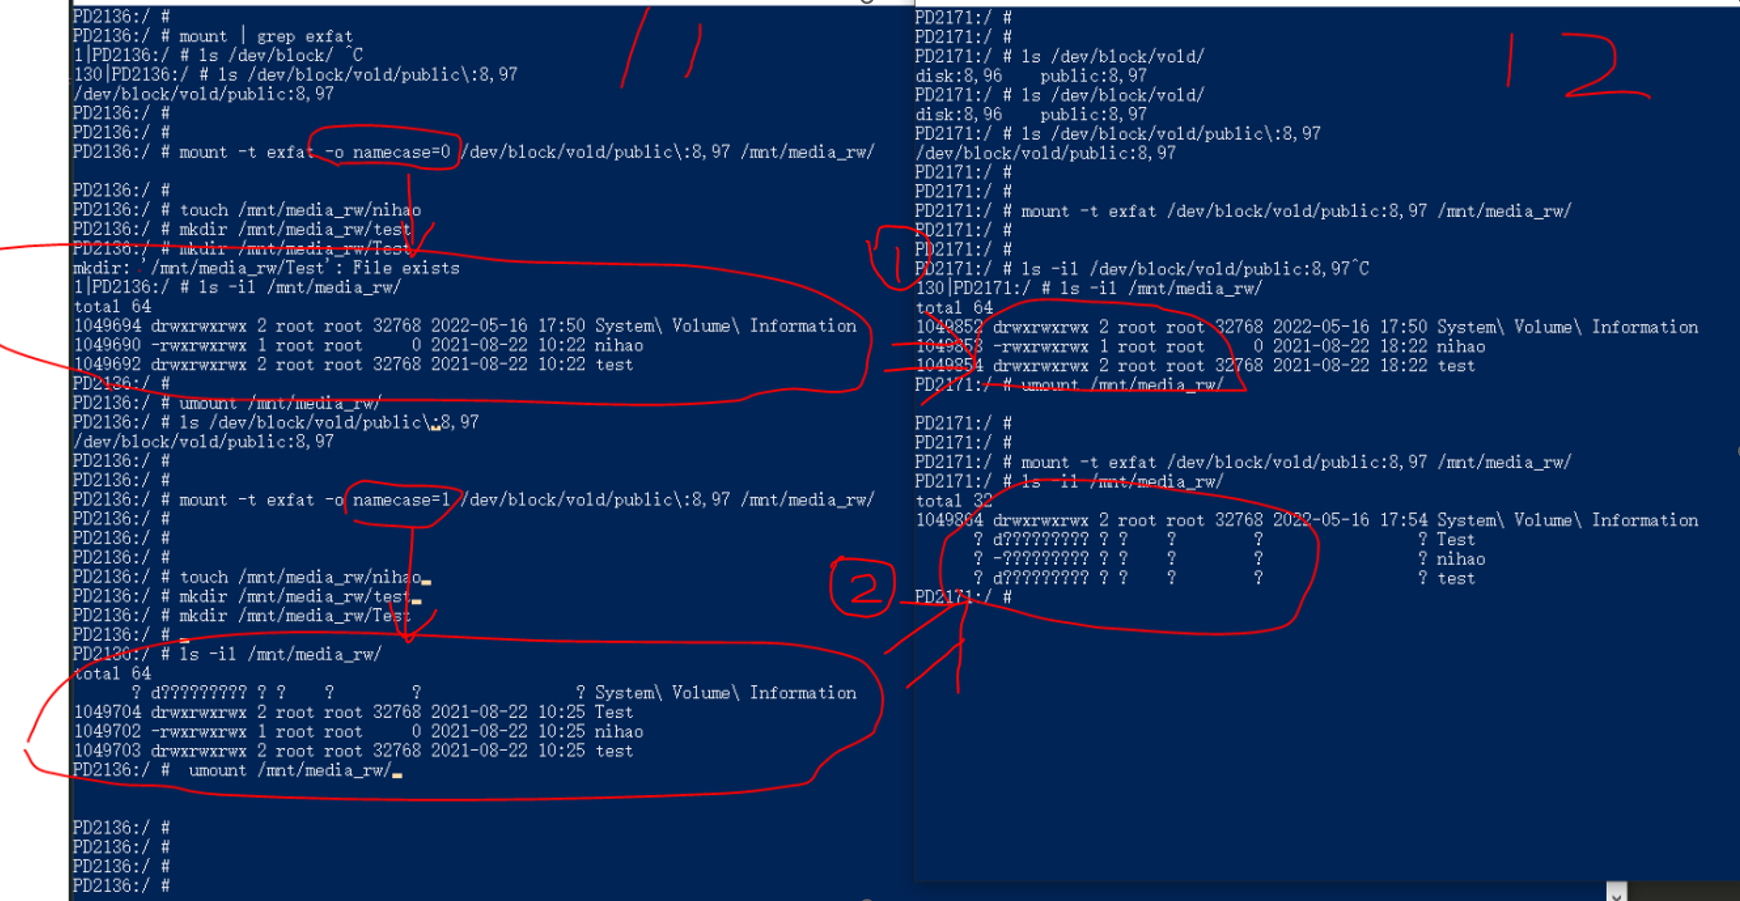 PD2136:/ #
PD2136:/ # mount | grep exfat
1|PD2136:/ # ls /dev/block/ ^C
130|PD2136:/ # ls /dev/block/vold/public\:8,97
/dev/block/vold/public:8,97
PD2136:/ #
PD2136:/ #
PD2136:/ # mount -t exfat -o namecase=0 /dev/block/vold/public\:8,97 /mnt/media_rw/
PD2136:/ #
PD2136:/ # touch /mnt/media_rw/nihao
PD2136:/ # mkdir /mnt/media_rw/test
PD2136:/ # mkdir /mnt/media_rw/Test
mkdir: '/mnt/media_rw/Test': File exists
1|PD2136:/ # ls -il /mnt/media_rw/
total 64
1049694 drwxrwxrwx 2 root root 32768 2022-05-16 17:50 System\ Volume\ Information
1049690 -rwxrwxrwx 1 root root 0 2021-08-22 10:22 nihao
1049692 drwxrwxrwx 2 root root 32768 2021-08-22 10:22 test
PD2136:/ #
PD2136:/ # umount /mnt/media_rw/
PD2136:/ # ls /dev/block/vold/public\:8,97
/dev/block/vold/public:8,97
PD2136:/ #
PD2136:/ #
PD2136:/ # mount -t exfat -o namecase=1 /dev/block/vold/public\:8,97 /mnt/media_rw/
PD2136:/ #
PD2136:/ #
PD2136:/ #
PD2136:/ # touch /mnt/media_rw/nihao
PD2136:/ # mkdir /mnt/media_rw/test
PD2136:/ # mkdir /mnt/media_rw/Test
PD2136:/ #
PD2136:/ # ls -il /mnt/media_rw/
total 64
? d????????? ? ? ? ? ? System\ Volume\ Information
1049704 drwxrwxrwx 2 root root 32768 2021-08-22 10:25 Test
1049702 -rwxrwxrwx 1 root root 0 2021-08-22 10:25 nihao
1049703 drwxrwxrwx 2 root root 32768 2021-08-22 10:25 test
PD2136:/ # umount /mnt/media_rw/
PD2136:/ #
PD2136:/ #
PD2136:/ #
PD2136:/ #
11
1
2
PD2171:/ #
PD2171:/ #
PD2171:/ # ls /dev/block/vold/
disk:8,96 public:8,97
PD2171:/ # ls /dev/block/vold/
disk:8,96 public:8,97
PD2171:/ # ls /dev/block/vold/public\:8,97
/dev/block/vold/public:8,97
PD2171:/ #
PD2171:/ #
PD2171:/ # mount -t exfat /dev/block/vold/public:8,97 /mnt/media_rw/
PD2171:/ #
PD2171:/ #
PD2171:/ # ls -il /dev/block/vold/public:8,97^C
130|PD2171:/ # ls -il /mnt/media_rw/
total 64
1049852 drwxrwxrwx 2 root root 32768 2022-05-16 17:50 System\ Volume\ Information
1049853 -rwxrwxrwx 1 root root 0 2021-08-22 18:22 nihao
1049854 drwxrwxrwx 2 root root 32768 2021-08-22 18:22 test
PD2171:/ # umount /mnt/media_rw/
PD2171:/ #
PD2171:/ #
PD2171:/ # mount -t exfat /dev/block/vold/public:8,97 /mnt/media_rw/
PD2171:/ # ls -il /mnt/media_rw/
total 32
1049864 drwxrwxrwx 2 root root 32768 2022-05-16 17:54 System\ Volume\ Information
? d????????? ? ? ? ? ? Test
? -????????? ? ? ? ? ? nihao
? d????????? ? ? ? ? ? test
PD2171:/ #
12